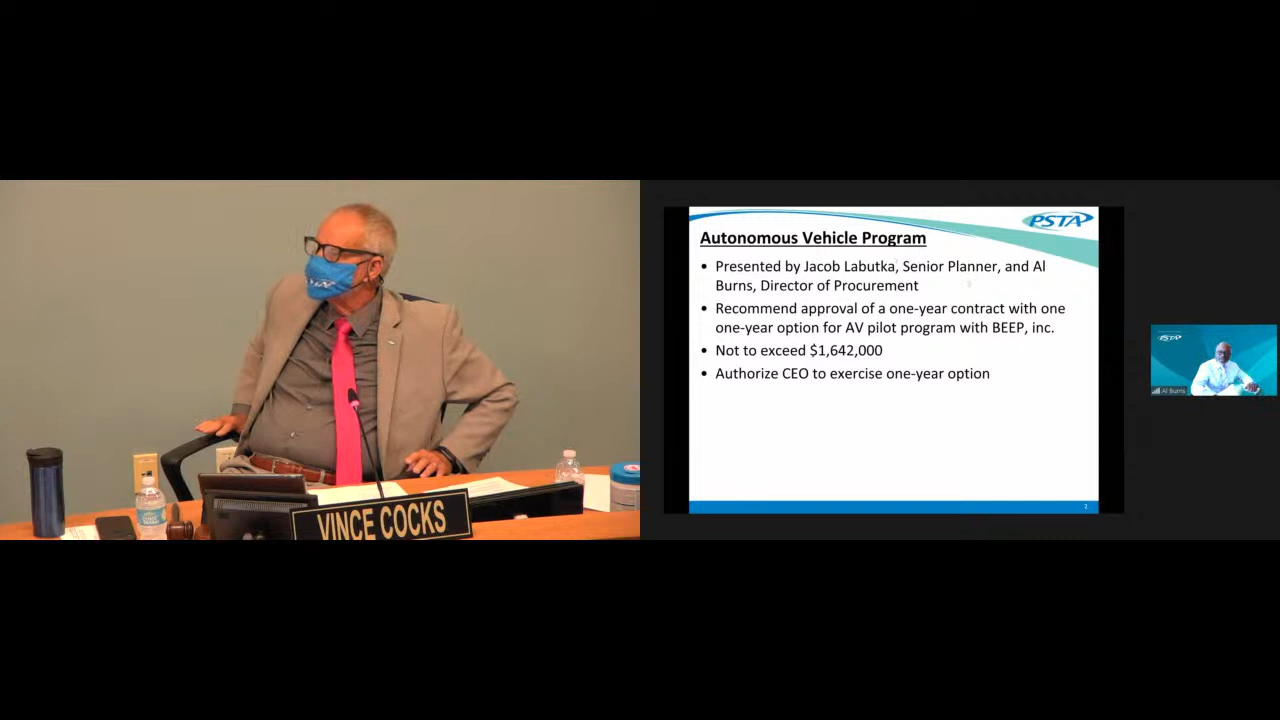 VINCE COCKS
PSTA
Autonomous Vehicle Program
• Presented by Jacob Labutka, Senior Planner, and Al
Burns, Director of Procurement
• Recommend approval of a one-year contract with one
one-year option for AV pilot program with BEEP, inc.
• Not to exceed $1,642,000
• Authorize CEO to exercise one-year option
2
PSTA
Al Burns